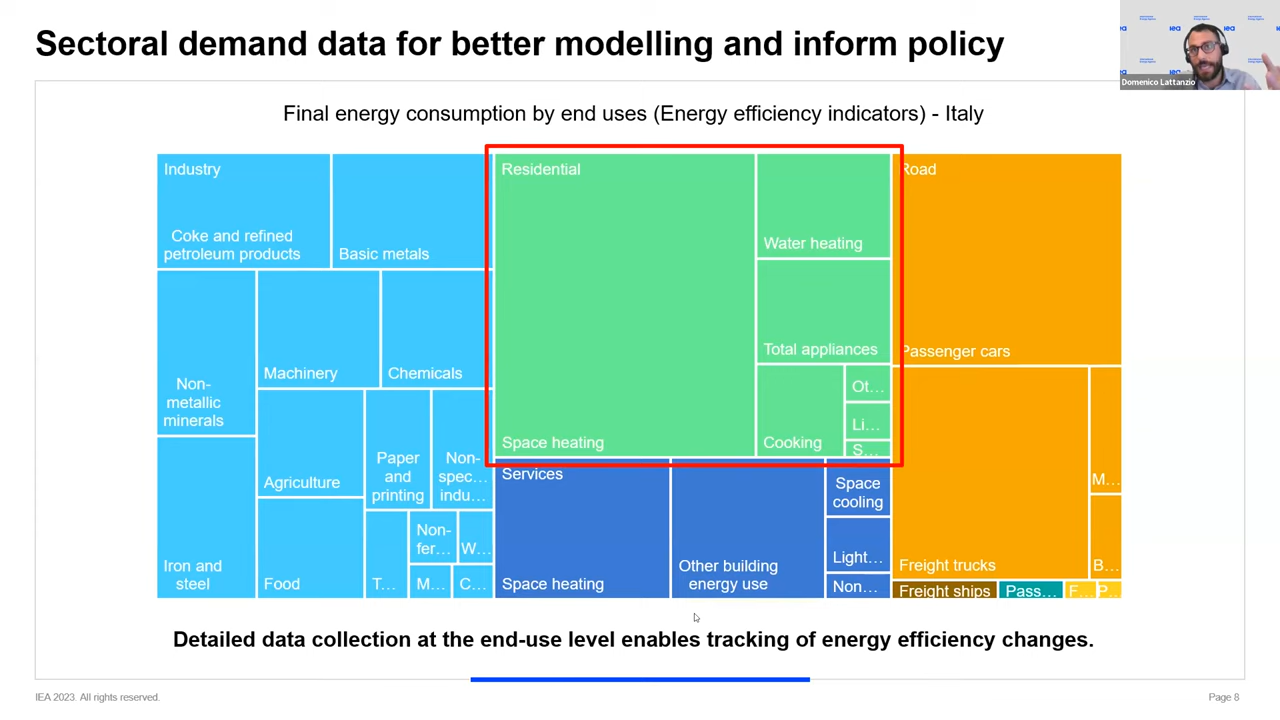 Sectoral demand data for better modelling and inform policy
iea
Domenico Lattanzio
Final energy consumption by end uses (Energy efficiency indicators) - Italy
Industry
Coke and refined
petroleum products
Basic metals
Non-
metallic
minerals
Machinery
Chemicals
Iron and
steel
Agriculture
Paper
and
printing
Non-
spec...
indu...
Food
T...
Non-
fer...
W...
M...
C...
Residential
Space heating
Water heating
Total appliances
Cooking
Ot...
Li...
S...
Services
Space heating
Other building
energy use
Space
cooling
Light...
Non...
Road
Passenger cars
Freight trucks
M...
B...
Freight ships
Pass...
F...
P...
Detailed data collection at the end-use level enables tracking of energy efficiency changes.
IEA 2023. All rights reserved.
Page 8